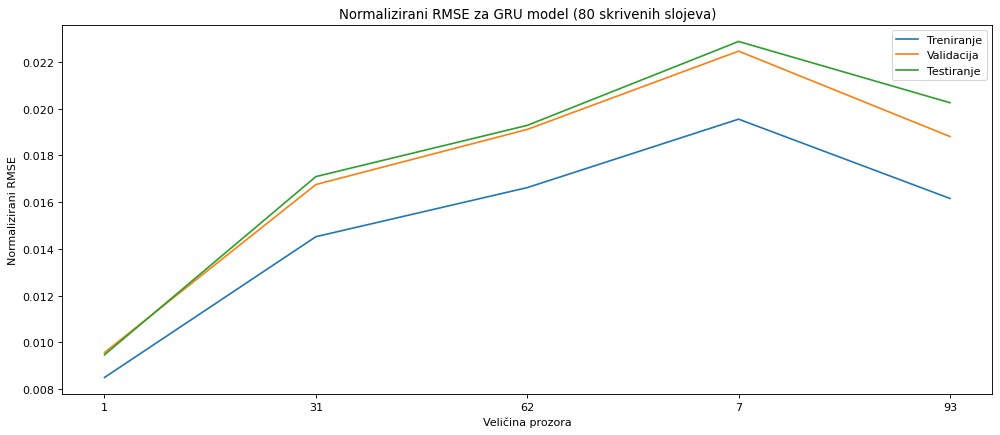 Normalizirani RMSE za GRU model (80 skrivenih slojeva)
Treniranje
Validacija
Testiranje
Normalizirani RMSE
0.022
0.020
0.018
0.016
0.014
0.012
0.010
0.008
1 31 62 7 93
Veličina prozora